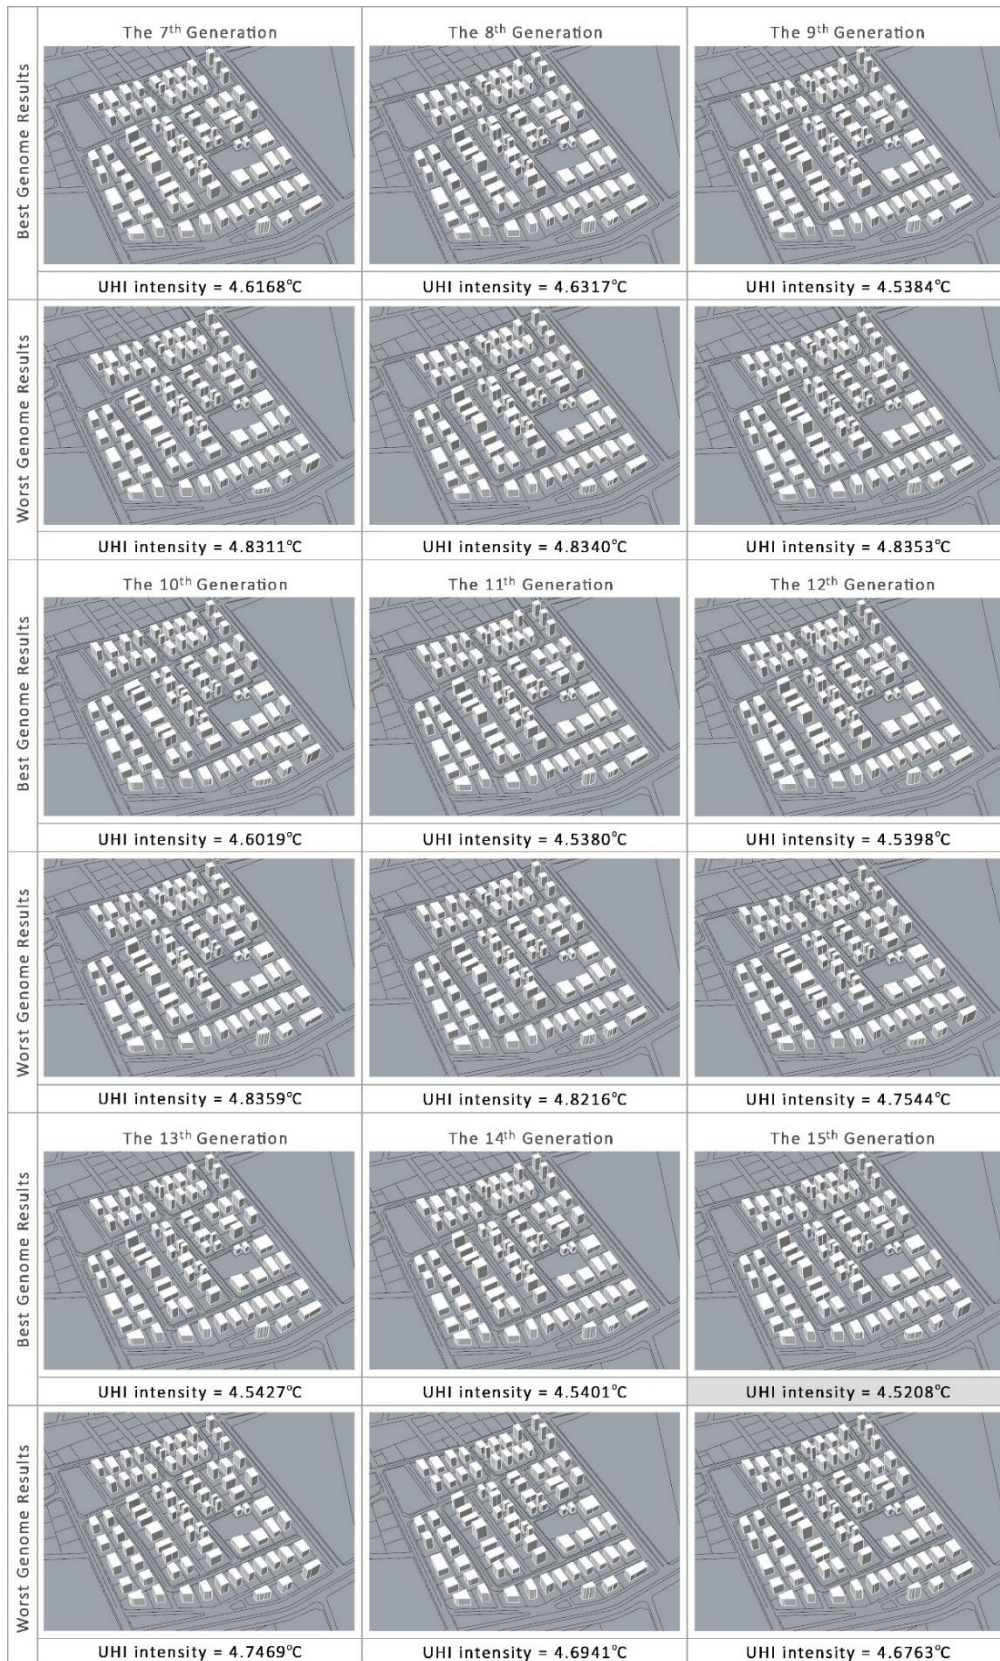 The 7th Generation
The 8th Generation
The 9th Generation
Best Genome Results
UHI intensity = 4.6168°C
UHI intensity = 4.6317°C
UHI intensity = 4.5384°C
Worst Genome Results
UHI intensity = 4.8311°C
UHI intensity = 4.8340°C
UHI intensity = 4.8353°C
The 10th Generation
The 11th Generation
The 12th Generation
Best Genome Results
UHI intensity = 4.6019°C
UHI intensity = 4.5380°C
UHI intensity = 4.5398°C
Worst Genome Results
UHI intensity = 4.8359°C
UHI intensity = 4.8216°C
UHI intensity = 4.7544°C
The 13th Generation
The 14th Generation
The 15th Generation
Best Genome Results
UHI intensity = 4.5427°C
UHI intensity = 4.5401°C
UHI intensity = 4.5208°C
Worst Genome Results
UHI intensity = 4.7469°C
UHI intensity = 4.6941°C
UHI intensity = 4.6763°C